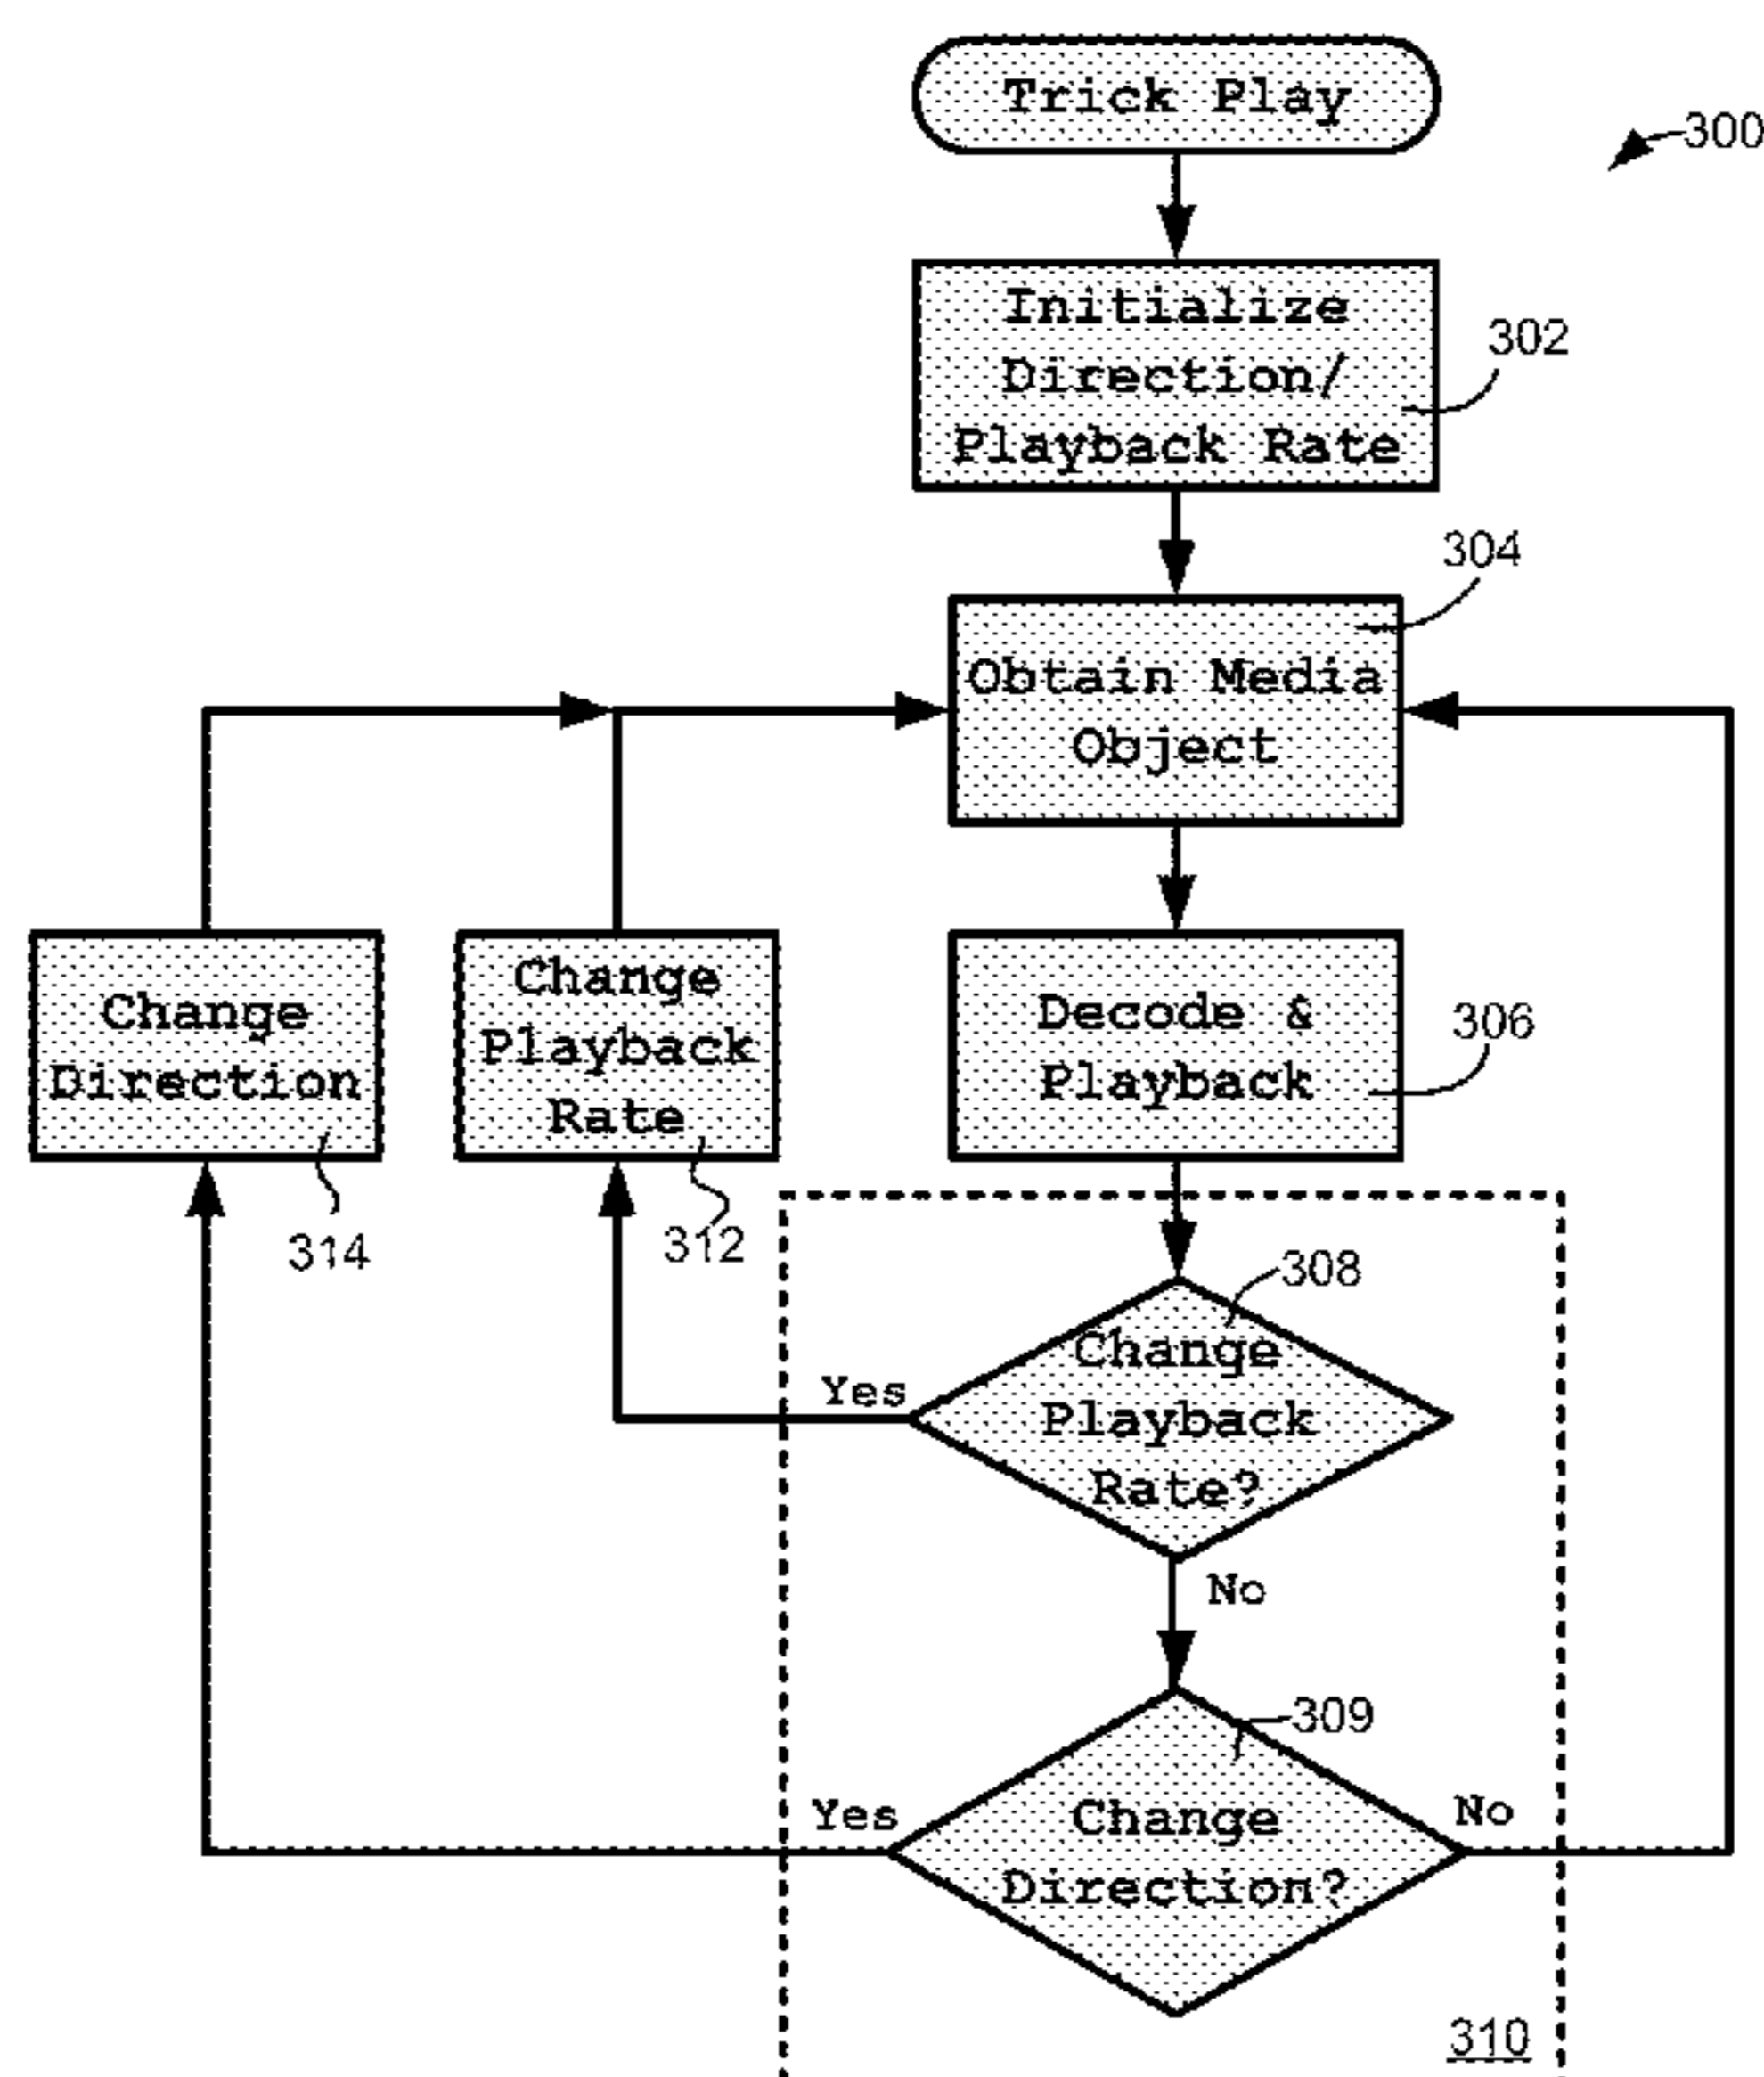 Trick Play
300
Initialize
Direction/
Playback Rate
302
304
Obtain Media
Object
Change
Direction
314
Change
Playback
Rate
312
Decode &
Playback
306
308
Change
Playback
Rate?
Yes
No
309
Change
Direction?
Yes
No
310